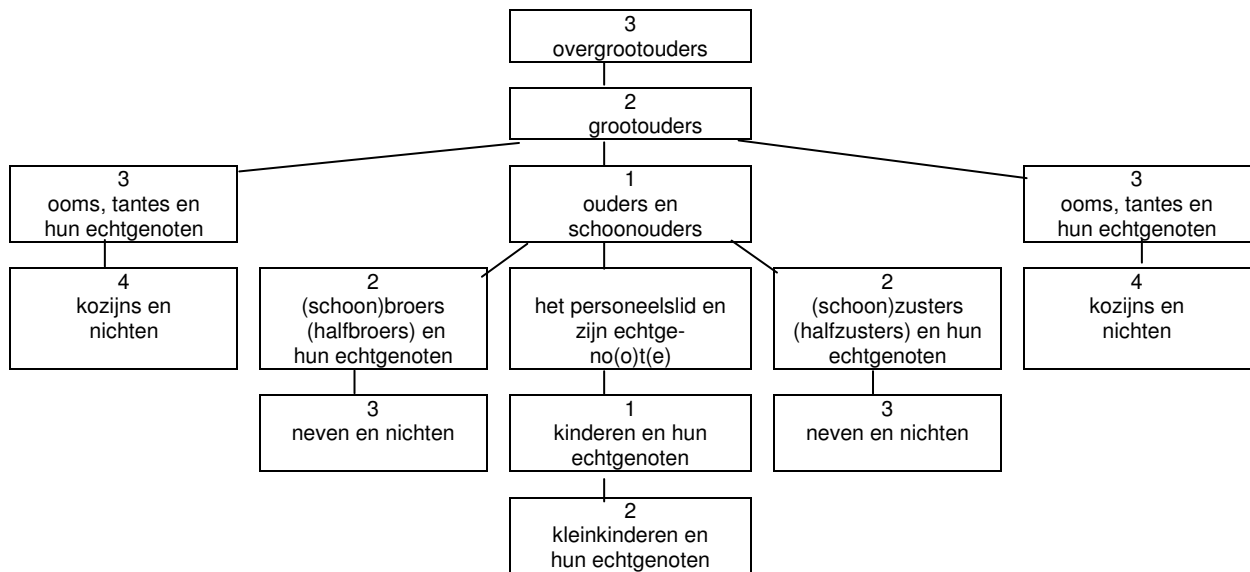 3
overgrootouders
2
grootouders
3
ooms, tantes en
hun echtgenoten
1
ouders en
schoonouders
3
ooms, tantes en
hun echtgenoten
4
kozijns en
nichten
2
(schoon)broers
(halfbroers) en
hun echtgenoten
het personeelslid en
zijn echtge-
no(o)t(e)
2
(schoon)zusters
(halfzusters) en hun
echtgenoten
4
kozijns en
nichten
3
neven en nichten
1
kinderen en hun
echtgenoten
3
neven en nichten
2
kleinkinderen en
hun echtgenoten